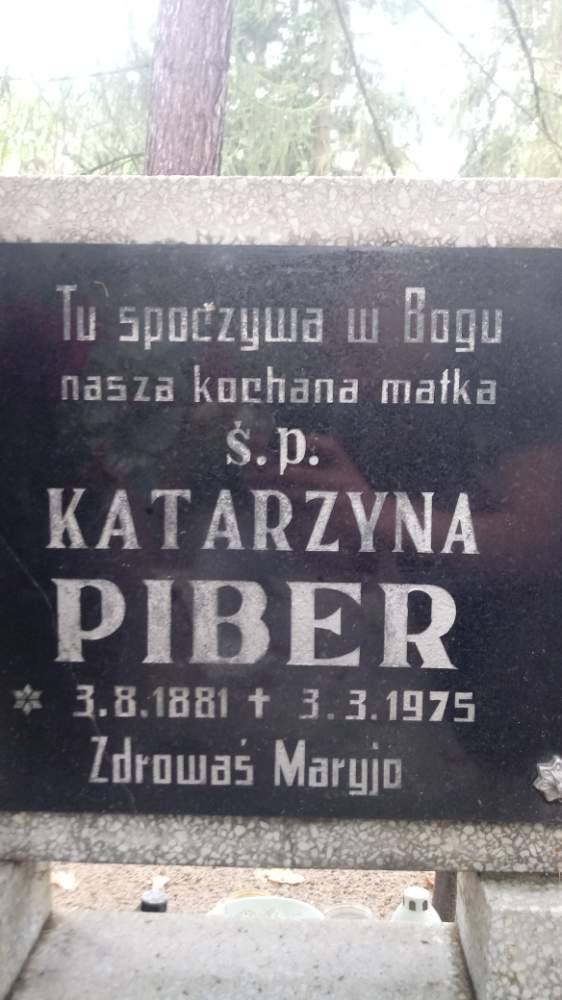 Tu spoczywa w Bogu
nasza kochana matka
ś.p.
KATARZYNA
PIBER
* 3.8.1881 ✝ 3.3.1975
Zdrowaś Maryjo